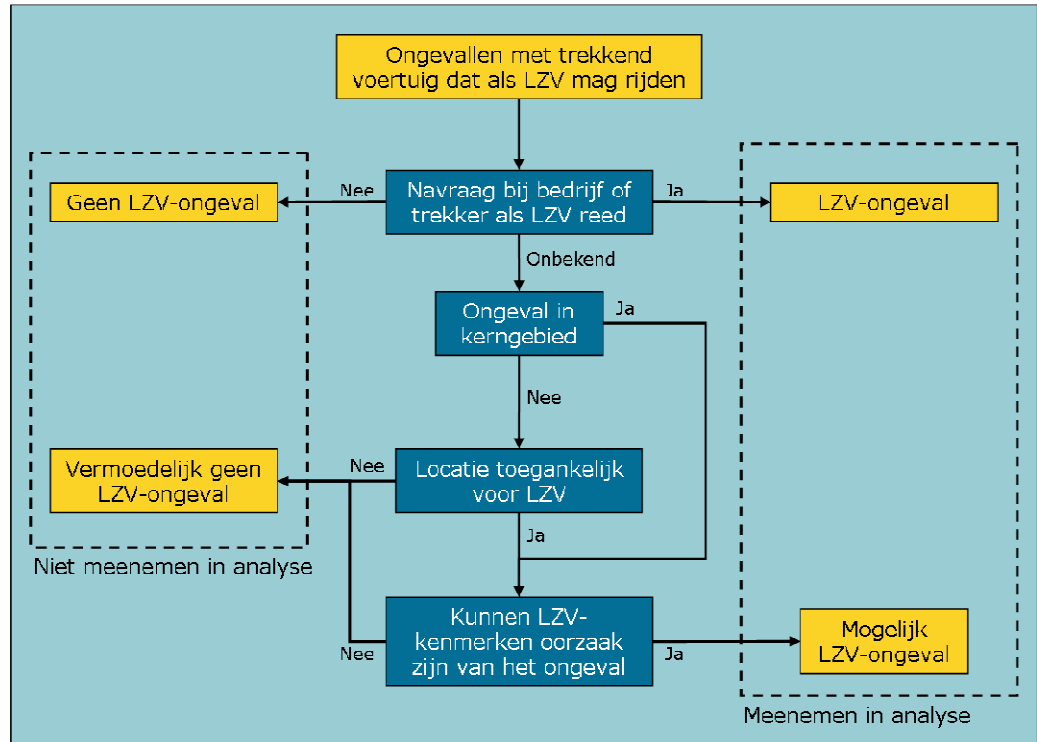 Ongevallen met trekkend
voertuig dat als LZV mag rijden
Nee
Navraag bij bedrijf of
trekker als LZV reed
Ja
Geen LZV-ongeval
LZV-ongeval
Onbekend
Ongeval in
kerngebied
Ja
Nee
Vermoedelijk geen
LZV-ongeval
Nee
Locatie toegankelijk
voor LZV
Ja
Niet meenemen in analyse
Kunnen LZV-
kenmerken oorzaak
zijn van het ongeval
Nee
Ja
Mogelijk
LZV-ongeval
Meenemen in analyse